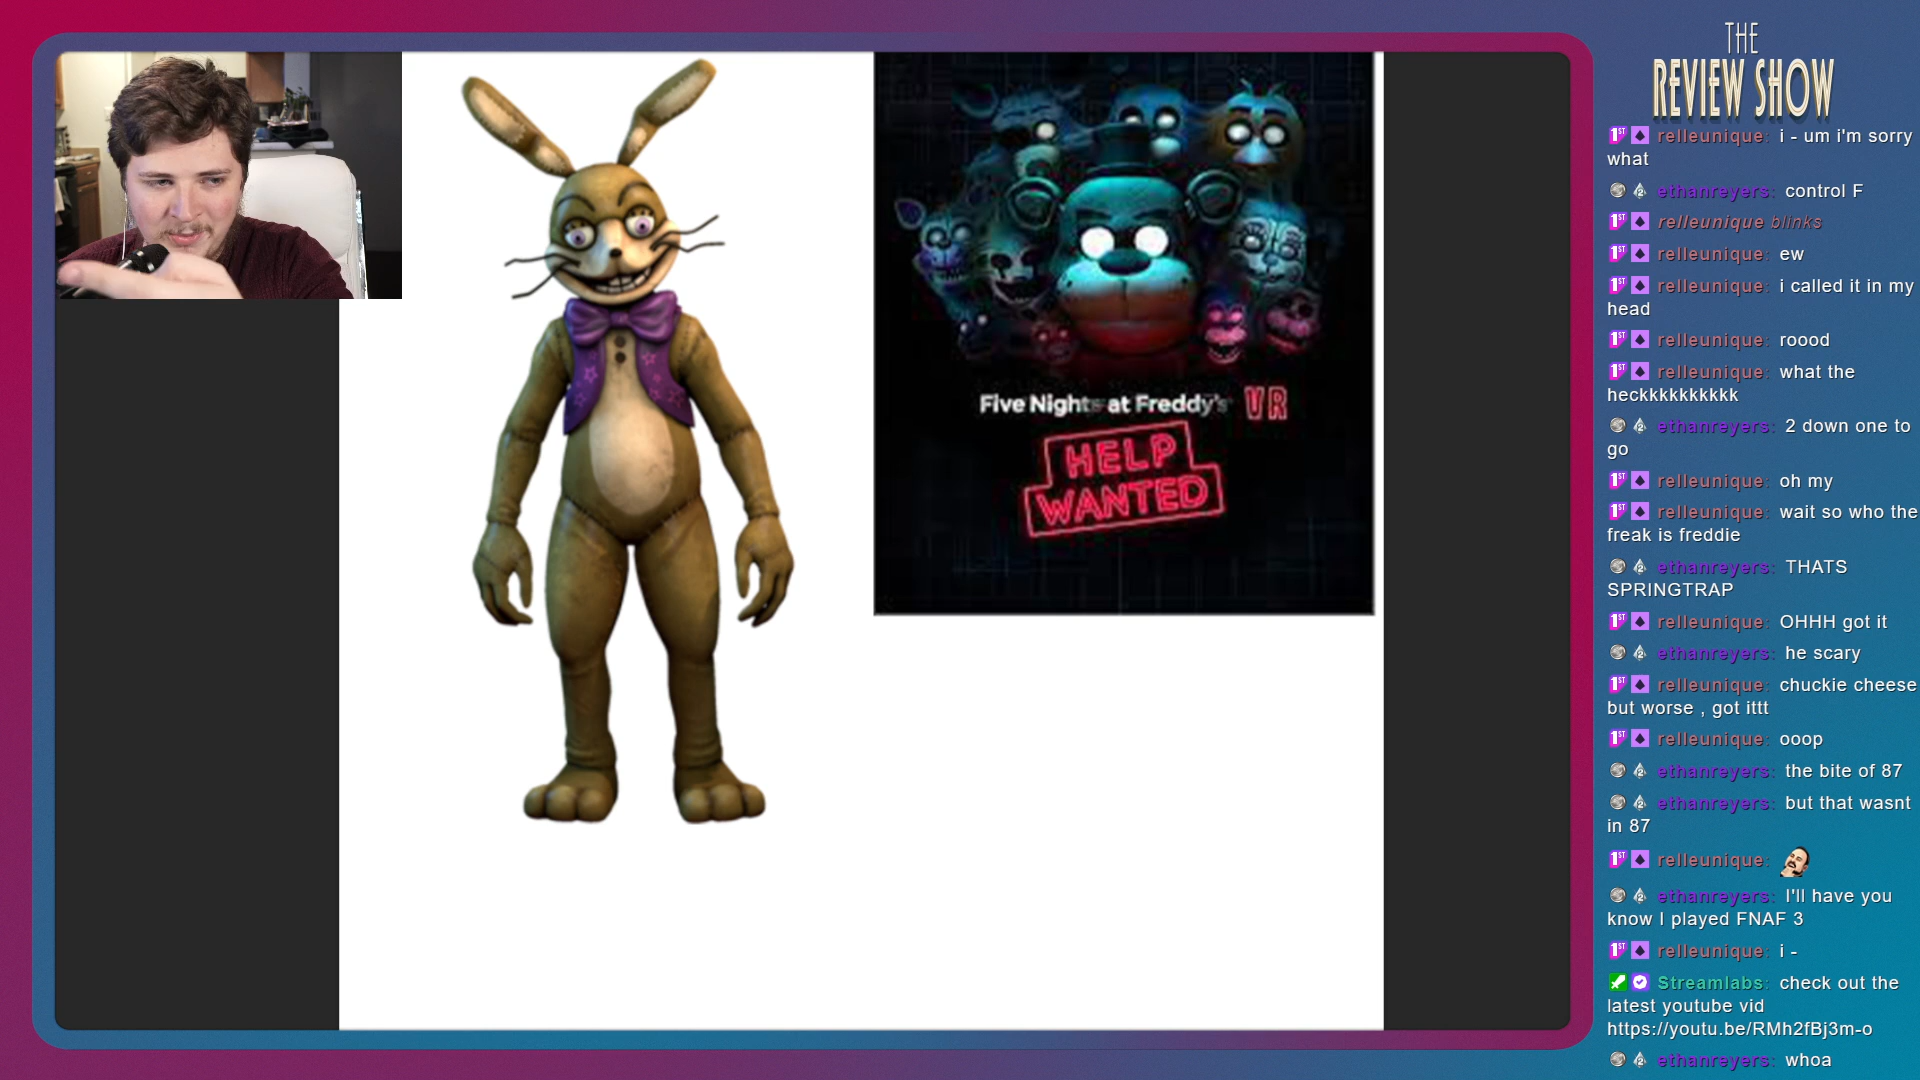 THE
REVIEW SHOW
relleunique: i - um i'm sorry
what
ethanreyers: control F
relleunique blinks
relleunique: ew
relleunique: i called it in my
head
relleunique: roood
relleunique: what the
heckkkkkkkkkk
ethanreyers: 2 down one to
go
relleunique: oh my
relleunique: wait so who the
freak is freddie
ethanreyers: THATS
SPRINGTRAP
relleunique: OHHH got it
ethanreyers: he scary
relleunique: chuckie cheese
but worse , got ittt
relleunique: ooop
ethanreyers: the bite of 87
ethanreyers: but that wasnt
in 87
relleunique:
ethanreyers: I'll have you
know I played FNAF 3
relleunique: i -
Streamlabs: check out the
latest youtube vid
https://youtu.be/RMh2fBj3m-o
ethanreyers: whoa
Five Nights at Freddy's VR
HELP
WANTED